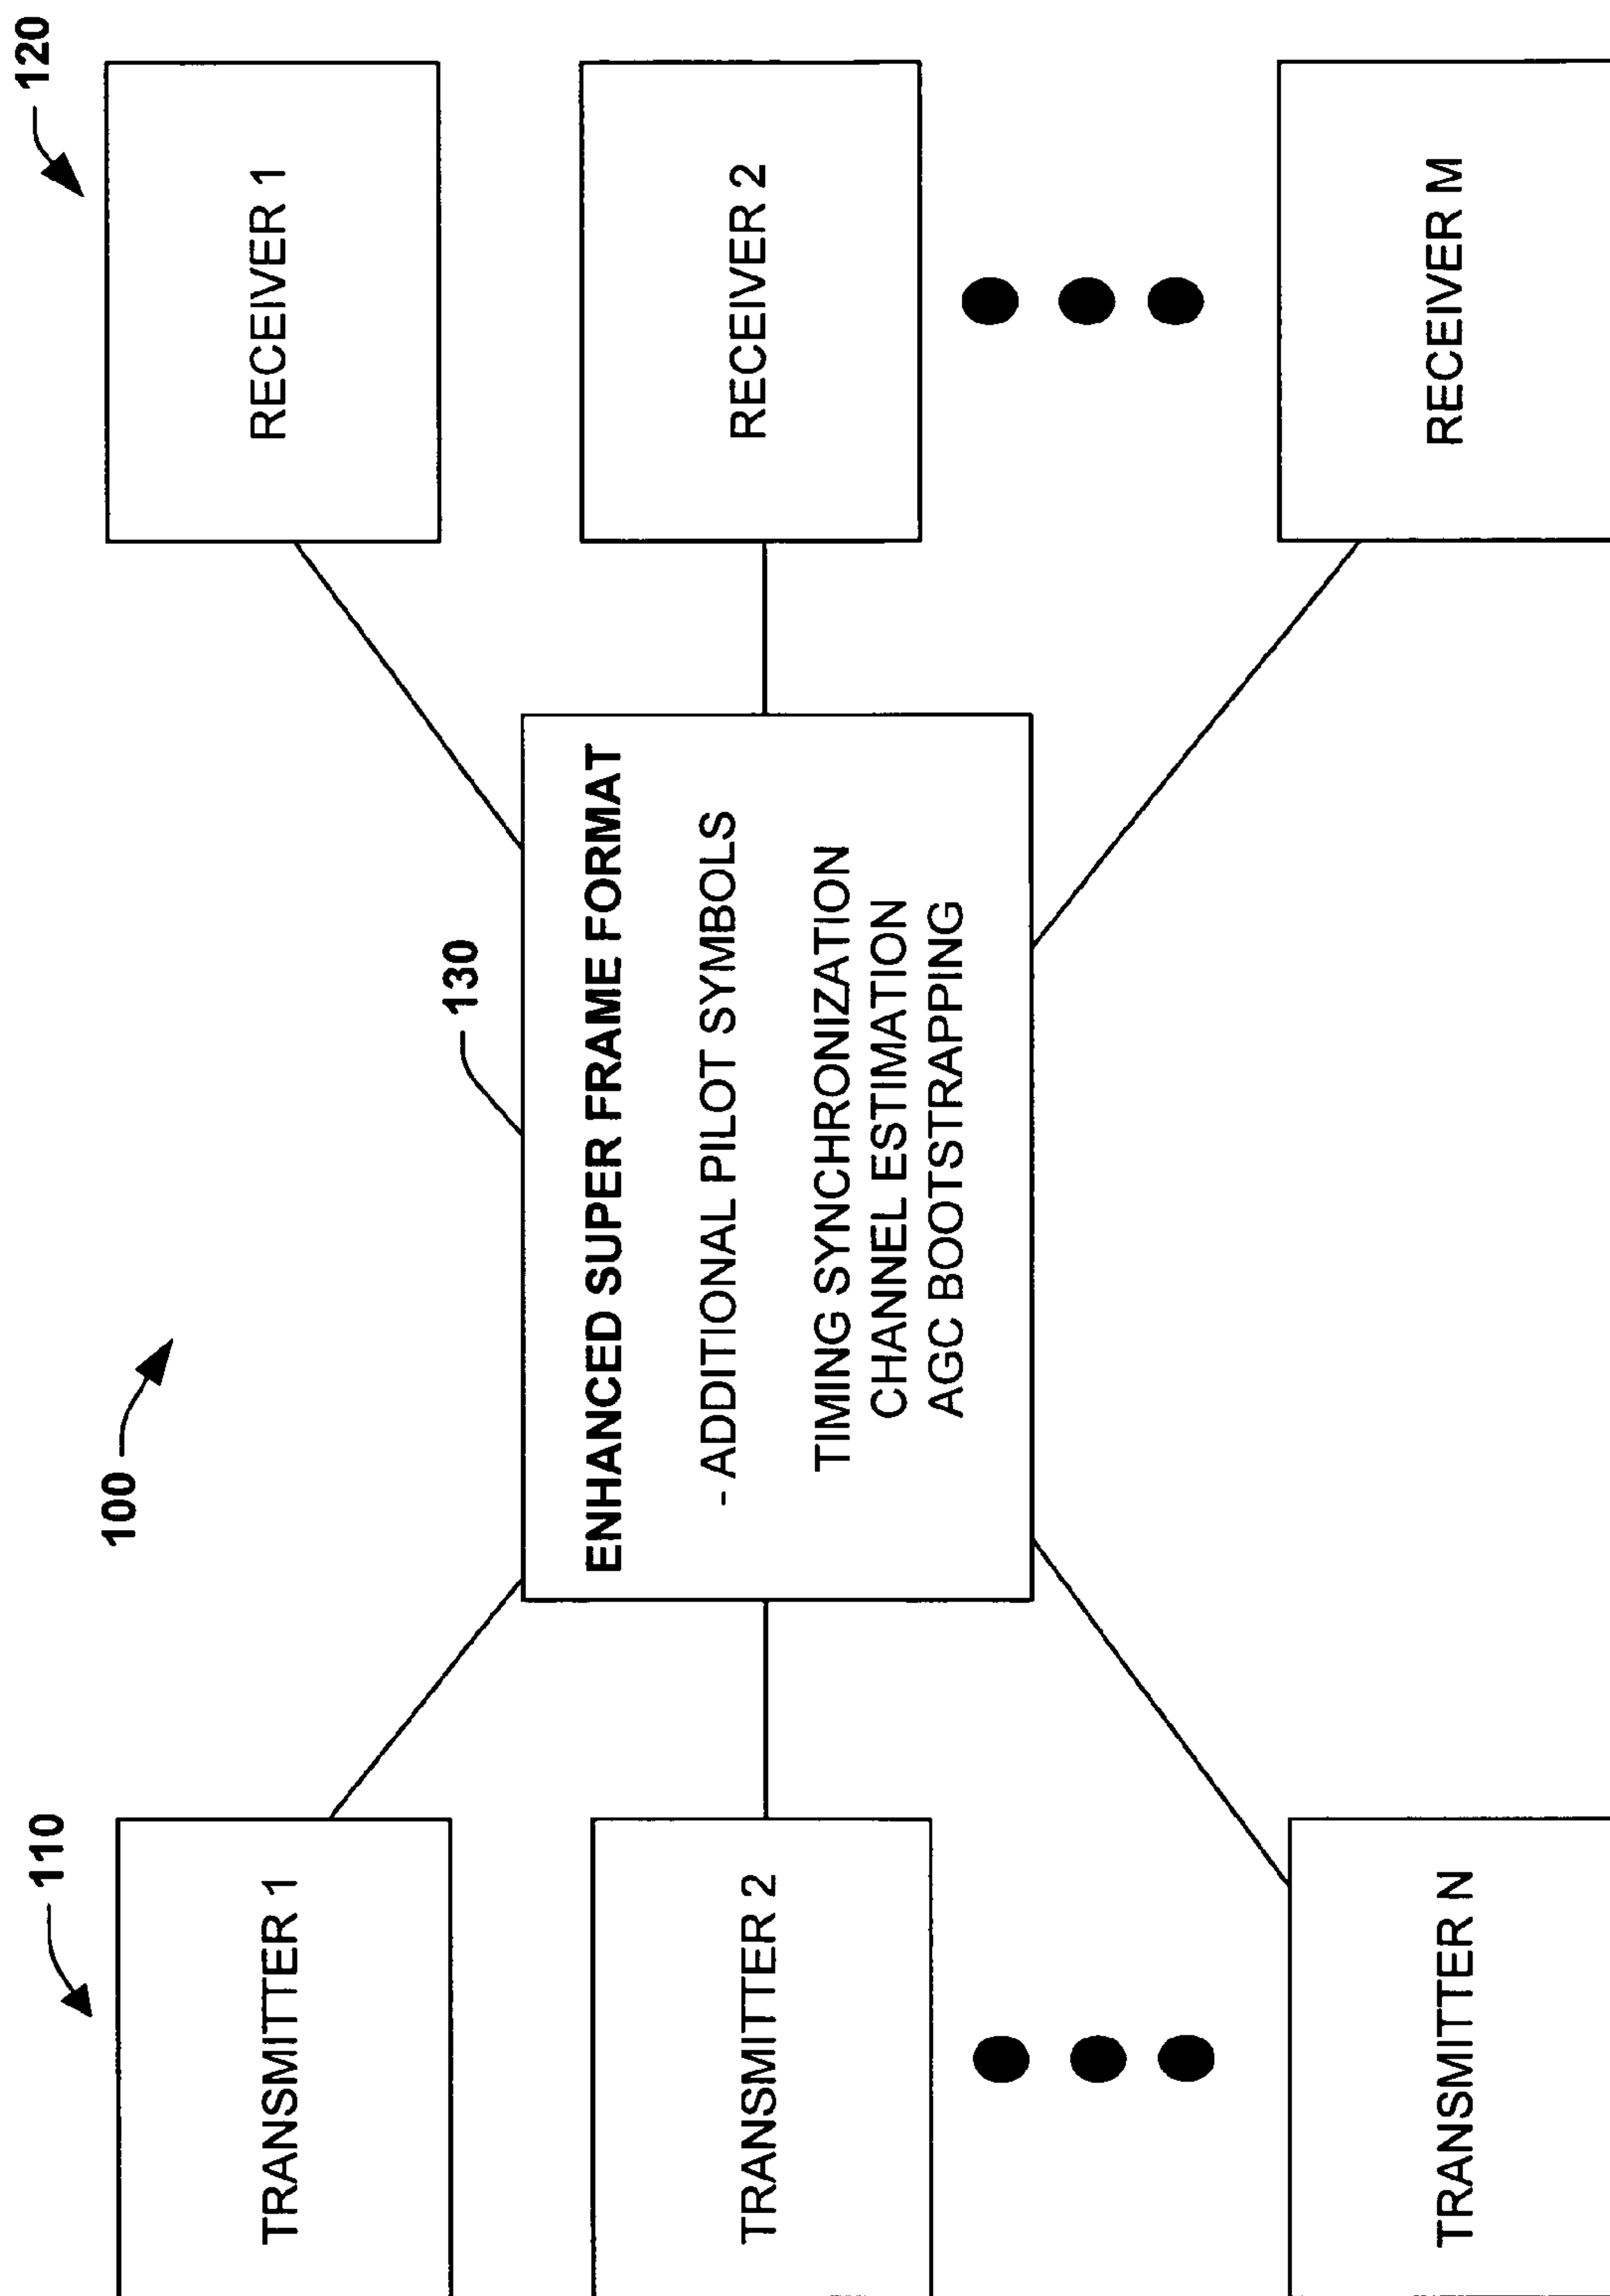 100
110
120
130
TRANSMITTER 1
TRANSMITTER 2
TRANSMITTER N
ENHANCED SUPER FRAME FORMAT
- ADDITIONAL PILOT SYMBOLS
TIMING SYNCHRONIZATION
CHANNEL ESTIMATION
AGC BOOTSTRAPPING
RECEIVER 1
RECEIVER 2
RECEIVER M